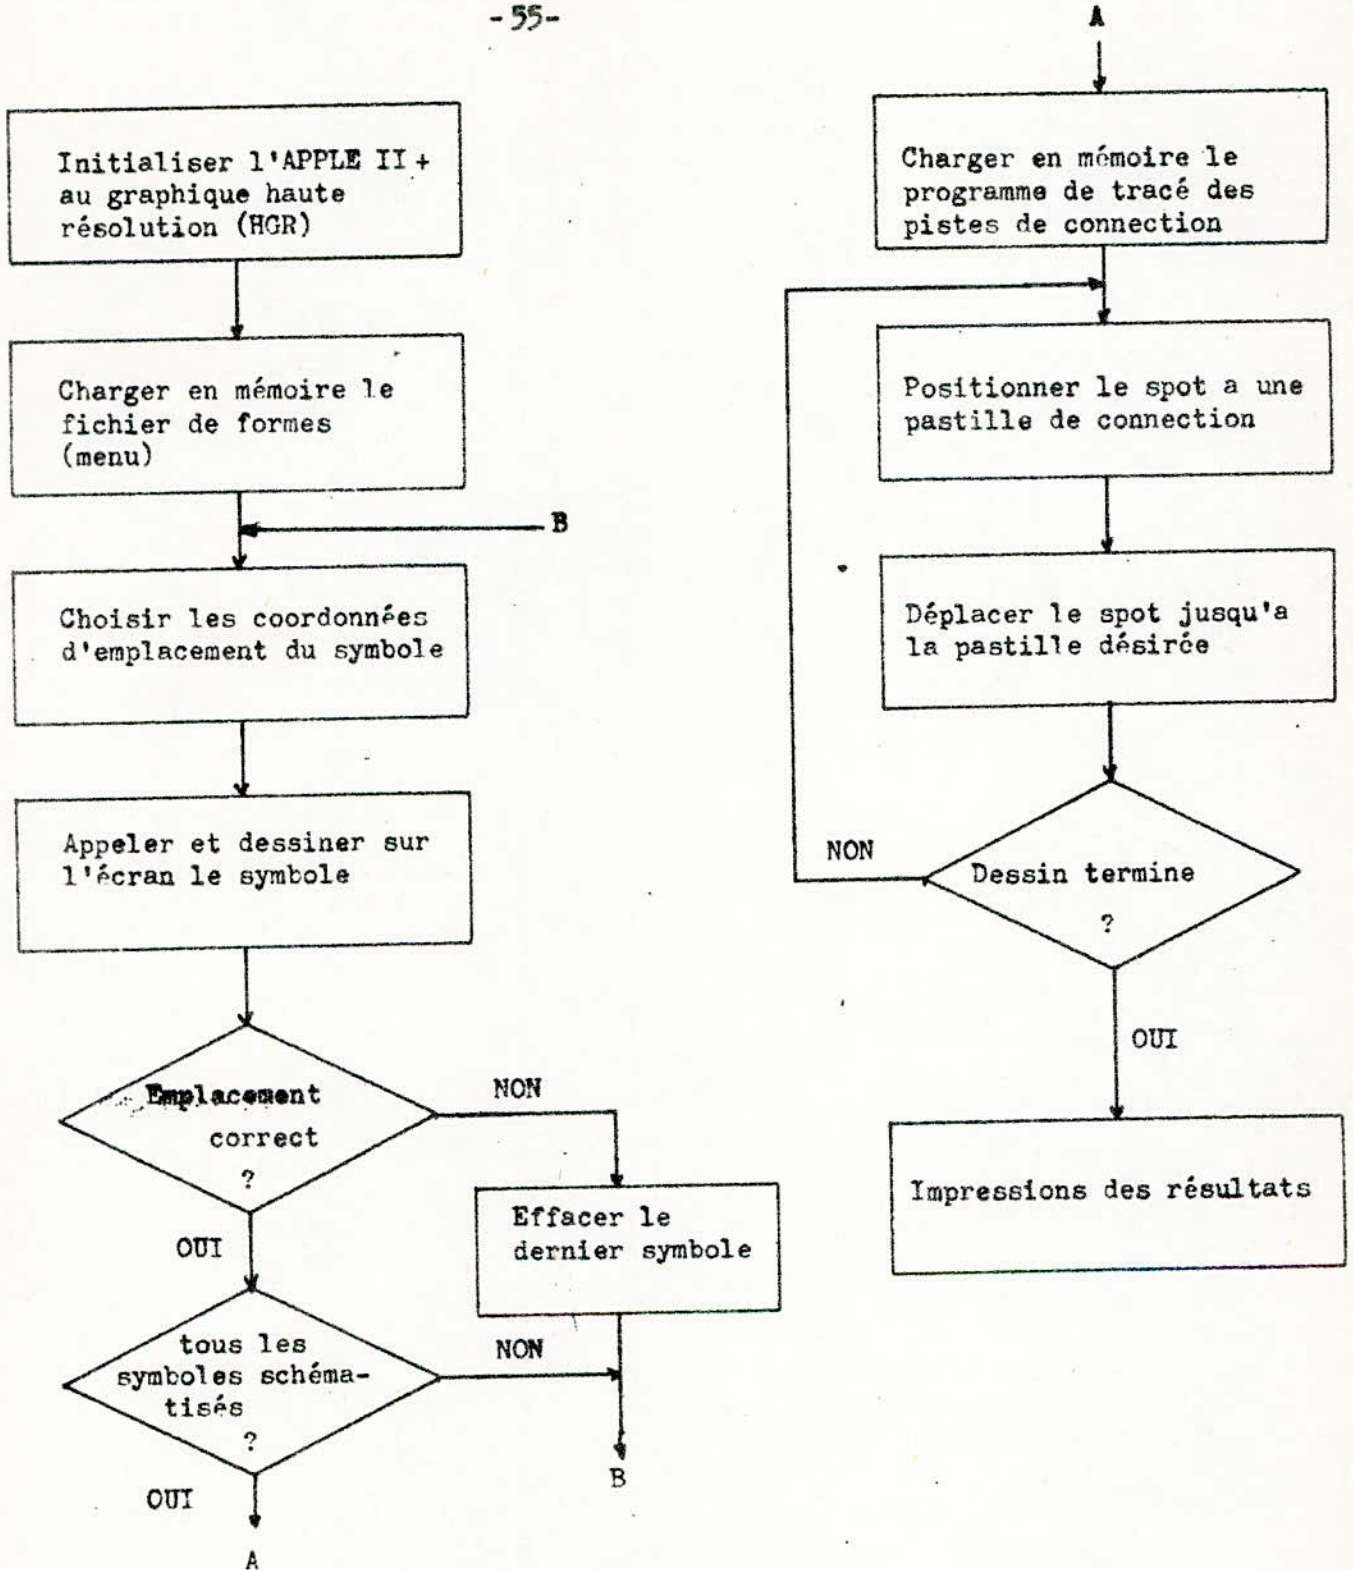 -55-
Initialiser l'APPLE II+
au graphique haute
résolution (HGR)
Charger en mémoire le
fichier de formes
(menu)
B
Choisir les coordonnées
d'emplacement du symbole
Appeler et dessiner sur
l'écran le symbole
Emplacement
correct
?
NON
OUI
Effacer le
dernier symbole
tous les
symboles schéma-
tisés
?
NON
OUI
B
A
A
Charger en mémoire le
programme de tracé des
pistes de connection
Positionner le spot a une
pastille de connection
Déplacer le spot jusqu'a
la pastille désirée
NON
Dessin termine
?
OUI
Impressions des résultats